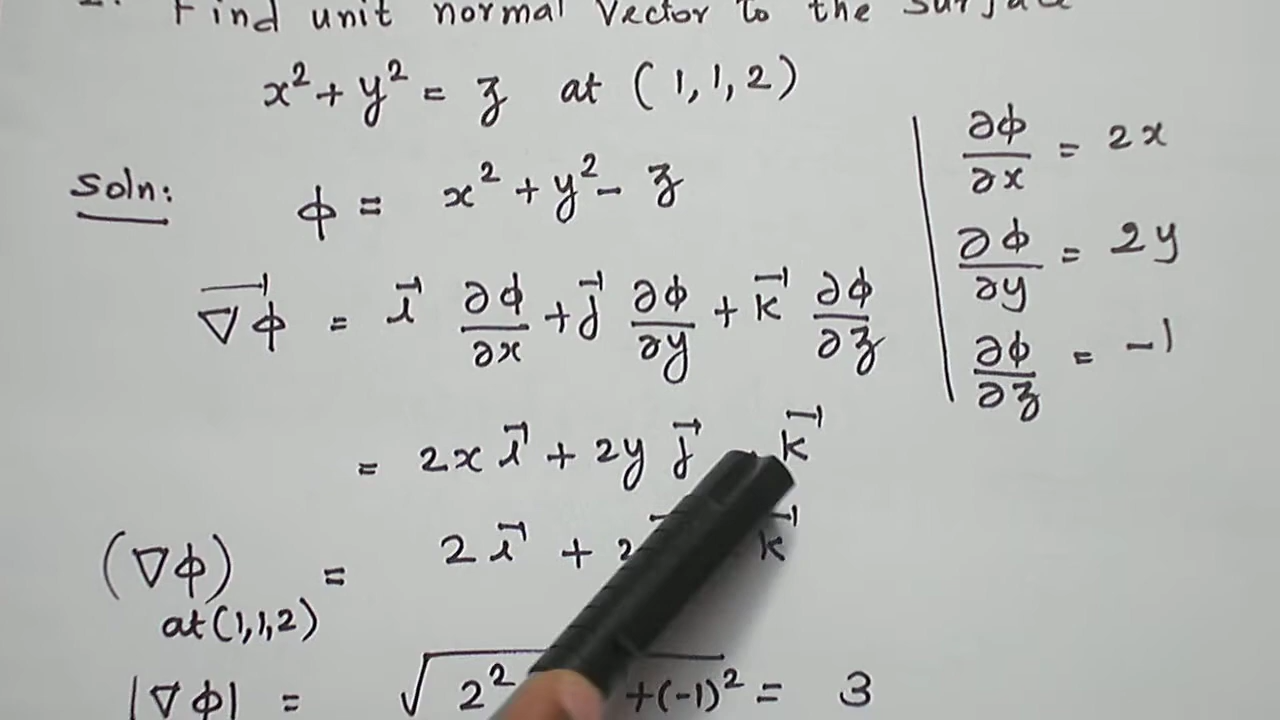 Find unit normal Vector to the surface
x² + y² = z at (1, 1, 2)
Soln: ϕ = x² + y² - z
∇ϕ = i⃗ ∂ϕ/∂x + j⃗ ∂ϕ/∂y + k⃗ ∂ϕ/∂z
= 2x i⃗ + 2y j⃗ k⃗
(∇ϕ) at (1,1,2) = 2 i⃗ + 2 k⃗
|∇ϕ| = √2² +(-1)² = 3
∂ϕ/∂x = 2x
∂ϕ/∂y = 2y
∂ϕ/∂z = -1